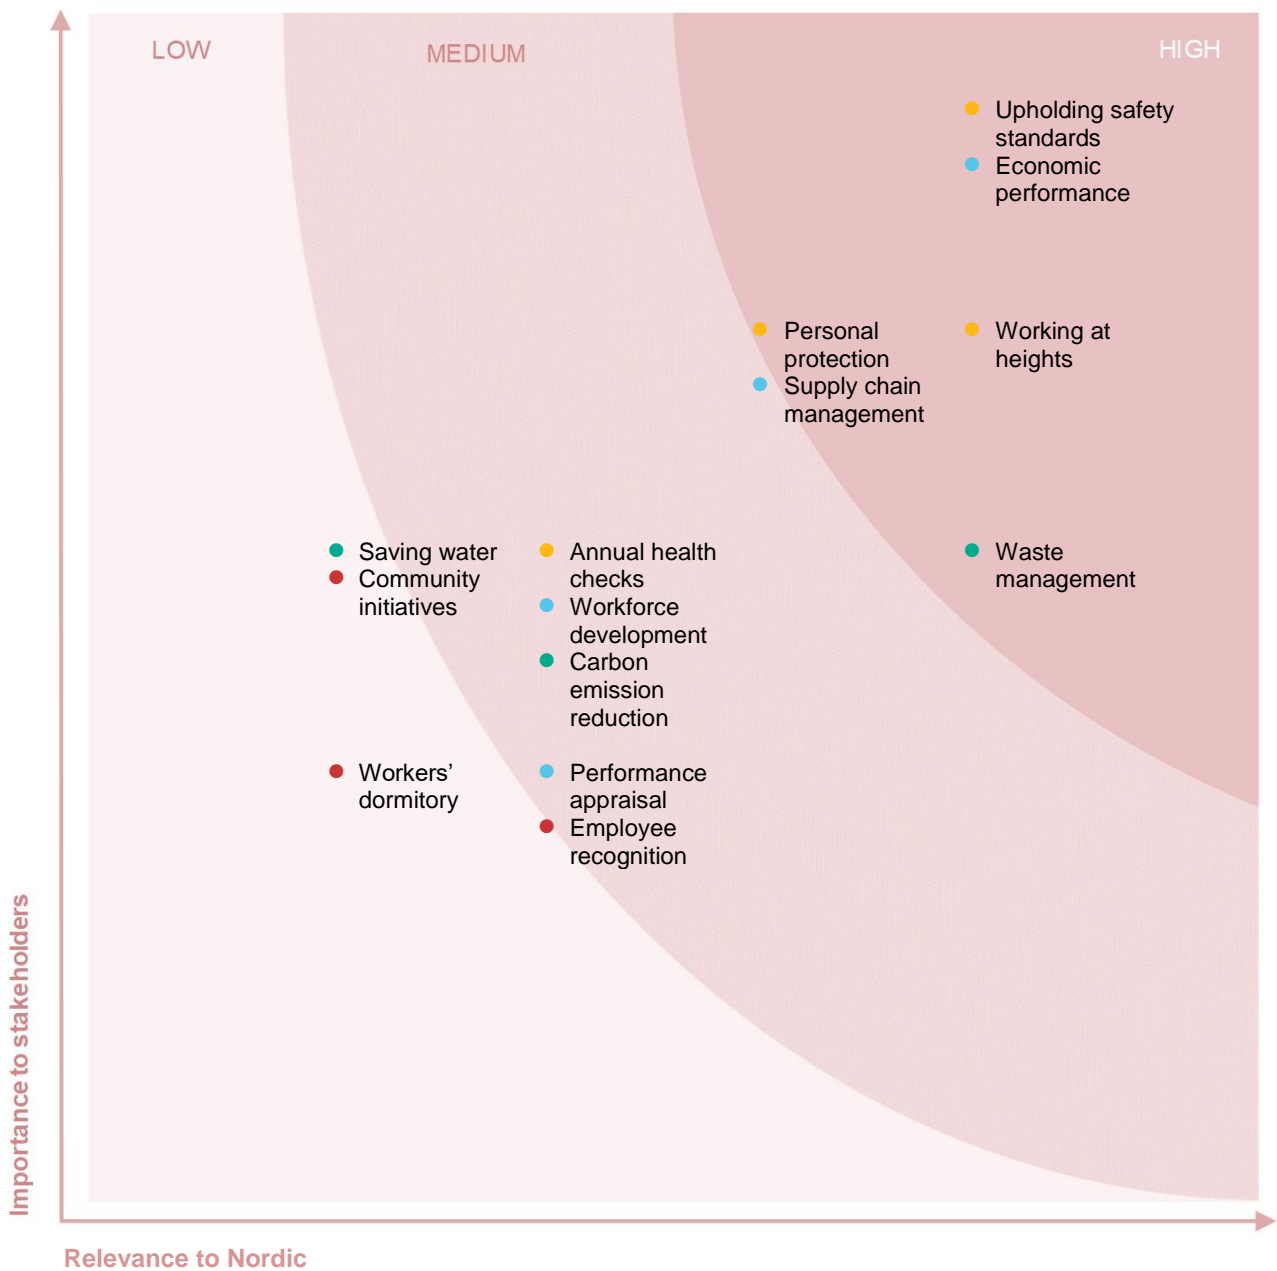 LOW
MEDIUM
HIGH
Upholding safety
standards
Economic
performance
Personal
protection
Supply chain
management
Working at
heights
Saving water
Community
initiatives
Annual health
checks
Workforce
development
Carbon
emission
reduction
Waste
management
Workers’
dormitory
Performance
appraisal
Employee
recognition
Importance to stakeholders
Relevance to Nordic